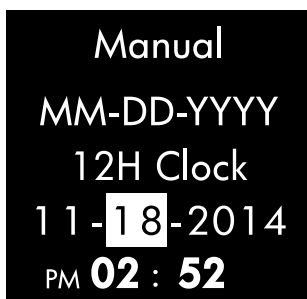 Manual
MM-DD-YYYY
12H Clock
11-18-2014
PM 02 : 52